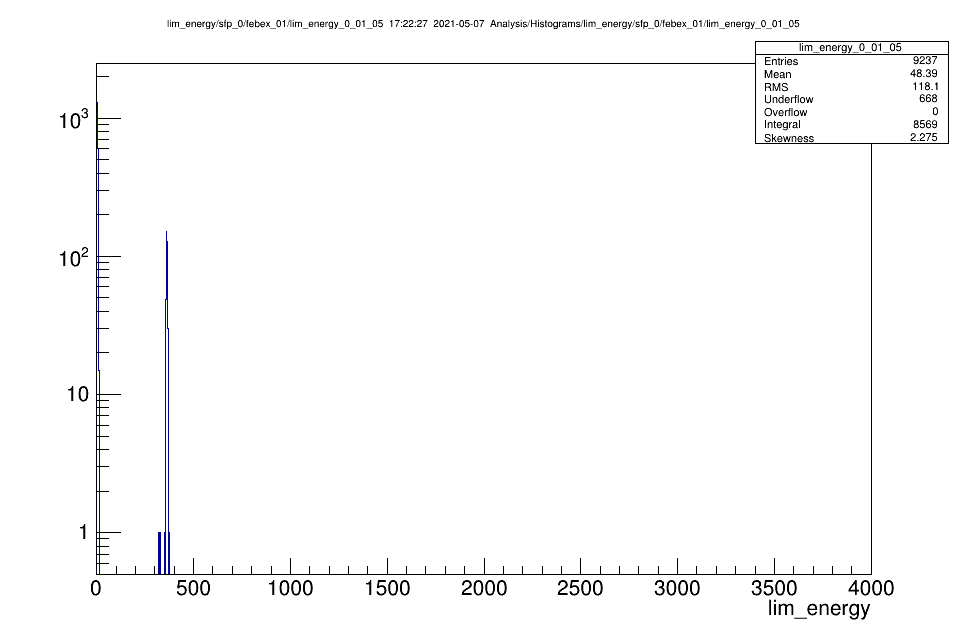 lim_energy/sfp_0/febex_01/lim_energy_0_01_05 17:22:27 2021-05-07 Analysis/Histograms/lim_energy/sfp_0/febex_01/lim_energy_0_01_05
lim_energy_0_01_05
Entries 9237
Mean 48.39
RMS 118.1
Underflow 668
Overflow 0
Integral 8569
Skewness 2.275
10³
10²
10
1
0 500 1000 1500 2000 2500 3000 3500 4000
lim_energy